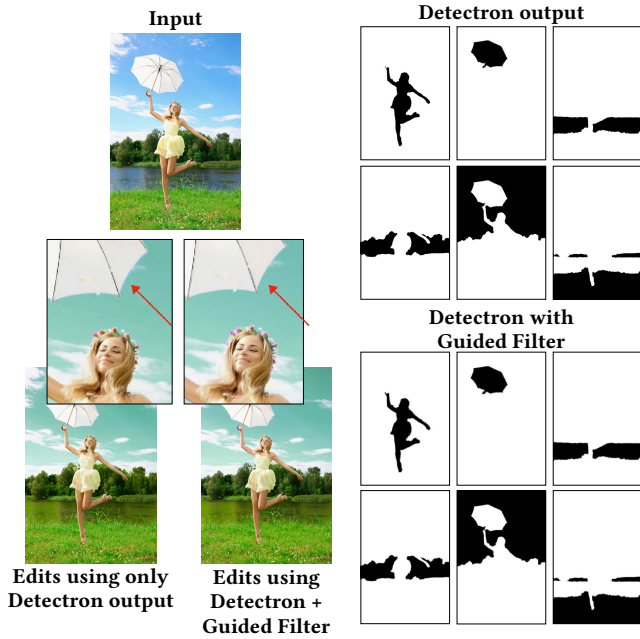 Input
Detectron output
Detectron with
Guided Filter
Edits using only
Detectron output
Edits using
Detectron +
Guided Filter